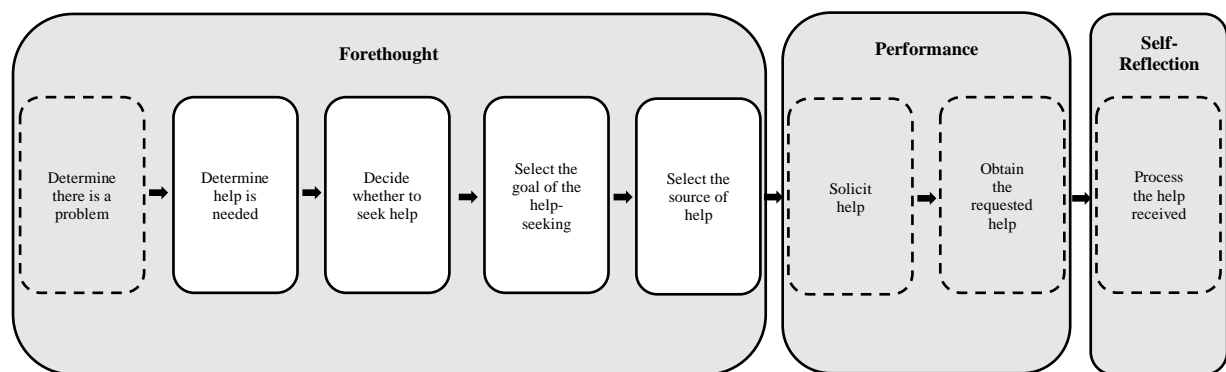 Forethought
Determine
there is a
problem
Determine
help is
needed
Decide
whether to
seek help
Select the
goal of the
help-
seeking
Select the
source of
help
Performance
Solicit
help
Obtain
the
requested
help
Self-
Reflection
Process
the help
received